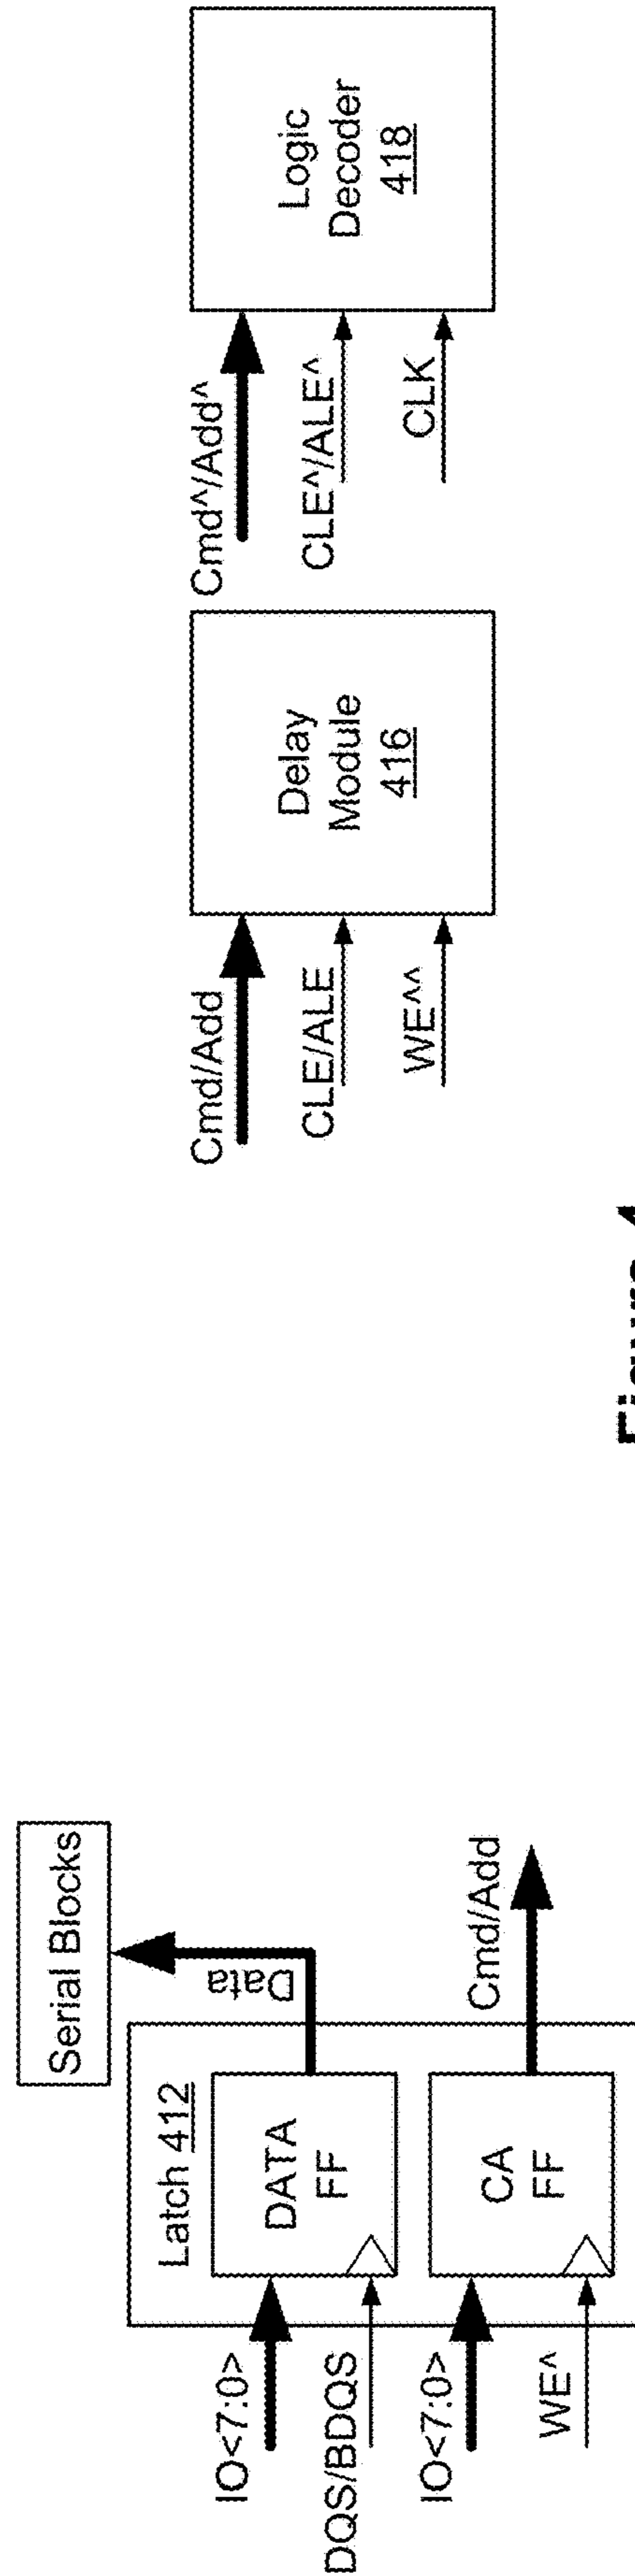 Serial Blocks
Data
Latch 412
IO<7:0>
DATA
FF
DQS/BDQS
IO<7:0>
CA
FF
WE^
Cmd/Add
Cmd/Add
CLE/ALE
WE^^
Delay
Module
416
Cmd^/Add^
CLE^/ALE^
CLK
Logic
Decoder
418